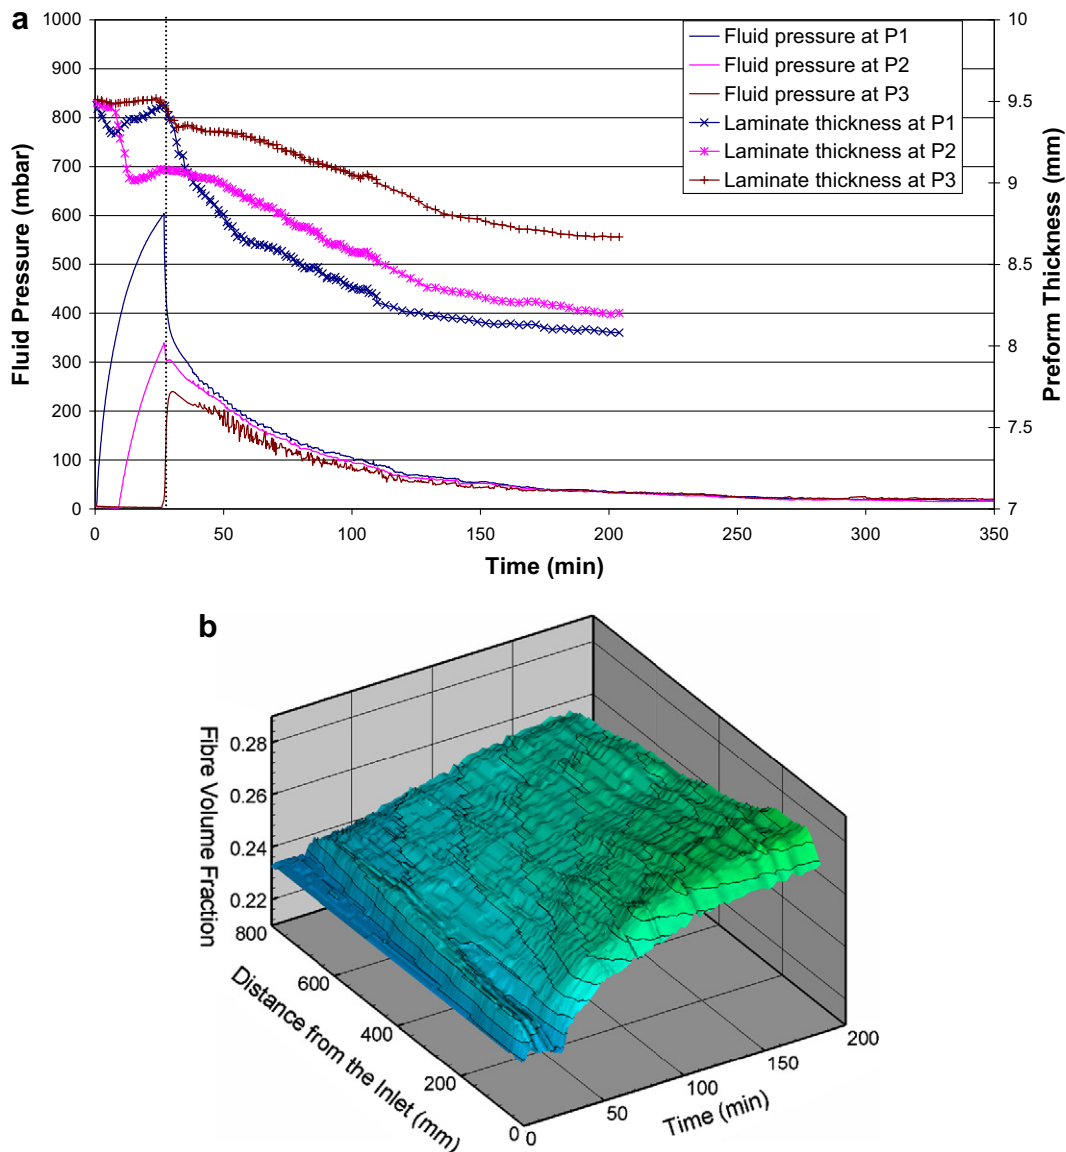 a
1000
900
800
700
600
500
400
300
200
100
0
Fluid Pressure (mbar)
10
9.5
9
8.5
8
7.5
7
Preform Thickness (mm)
Fluid pressure at P1
Fluid pressure at P2
Fluid pressure at P3
Laminate thickness at P1
Laminate thickness at P2
Laminate thickness at P3
0 50 100 150 200 250 300 350
Time (min)
b
Fibre Volume Fraction
0.28
0.26
0.24
0.22
800
600
400
200
0
Distance from the Inlet (mm)
0
50
100
150
200
Time (min)